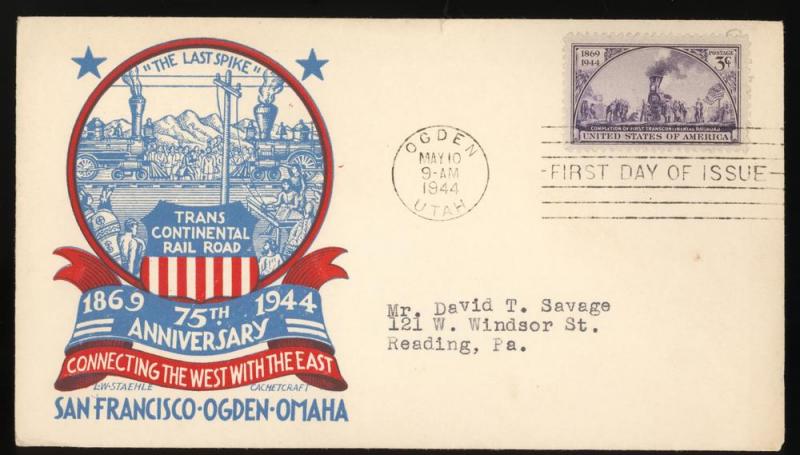 "THE LAST SPIKE"
TRANS
CONTINENTAL
RAIL ROAD
1869 75TH 1944
ANNIVERSARY
CONNECTING THE WEST WITH THE EAST
L·W·STAEHLE CACHETCRAFT
SAN FRANCISCO·OGDEN·OMAHA
OGDEN
MAY 10
9-AM
1944
UTAH
1869
1944
POSTAGE
3¢
COMPLETION OF FIRST TRANSCONTINENTAL RAILROAD
UNITED STATES OF AMERICA
FIRST DAY OF ISSUE
Mr. David T. Savage
121 W. Windsor St.
Reading, Pa.